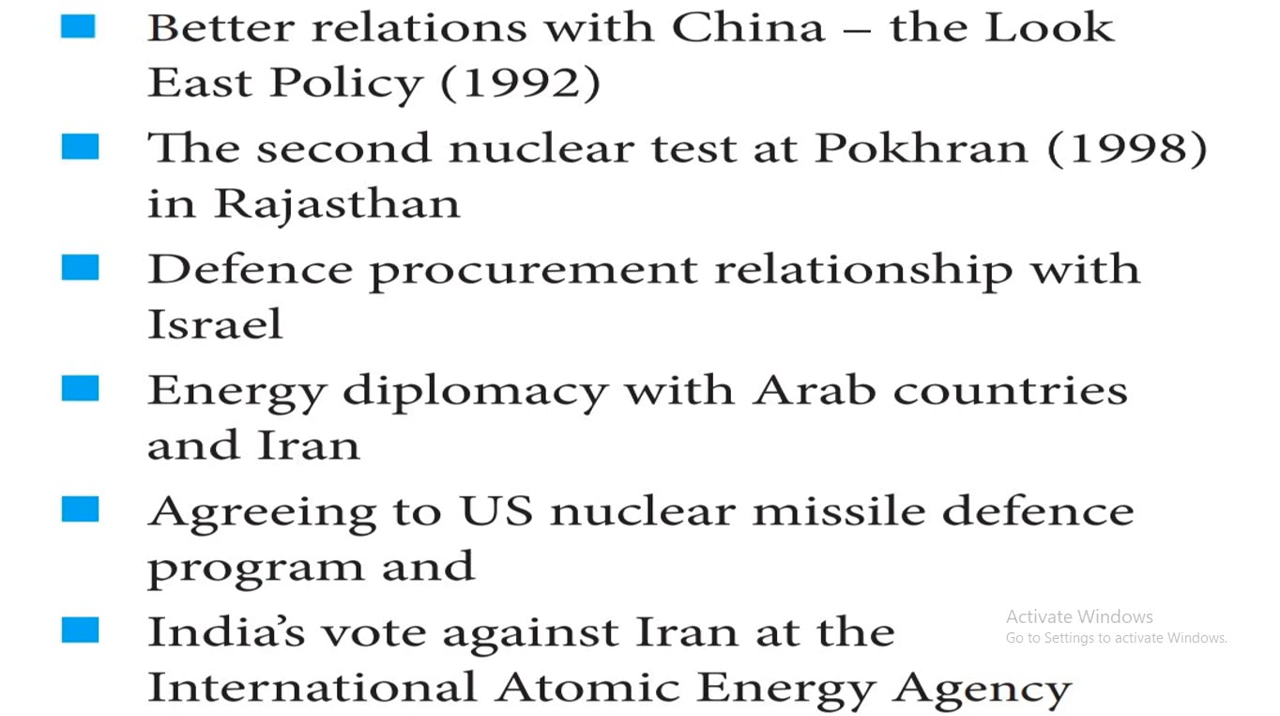 Better relations with China – the Look
East Policy (1992)
The second nuclear test at Pokhran (1998)
in Rajasthan
Defence procurement relationship with
Israel
Energy diplomacy with Arab countries
and Iran
Agreeing to US nuclear missile defence
program and
India’s vote against Iran at the
International Atomic Energy Agency
Activate Windows
Go to Settings to activate Windows.